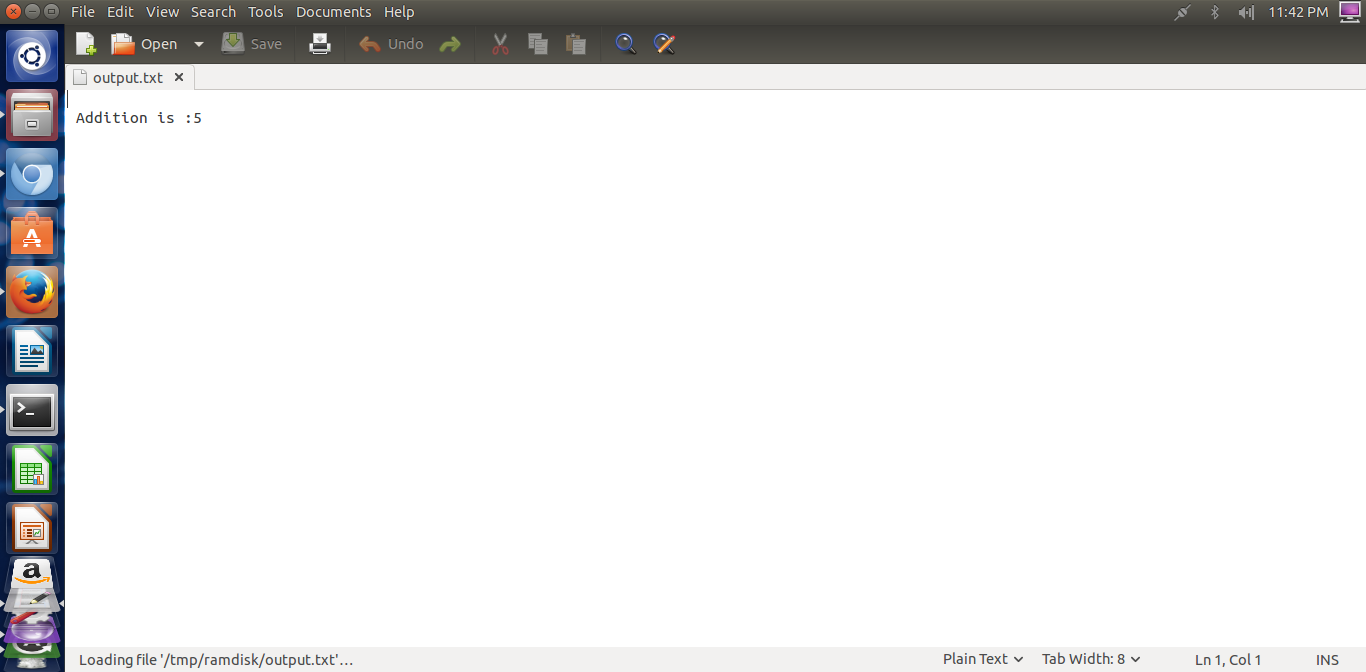 File Edit View Search Tools Documents Help 11:42 PM
Open Save Undo
output.txt
Addition is :5
Loading file '/tmp/ramdisk/output.txt'...
Plain Text Tab Width: 8 Ln 1, Col 1 INS